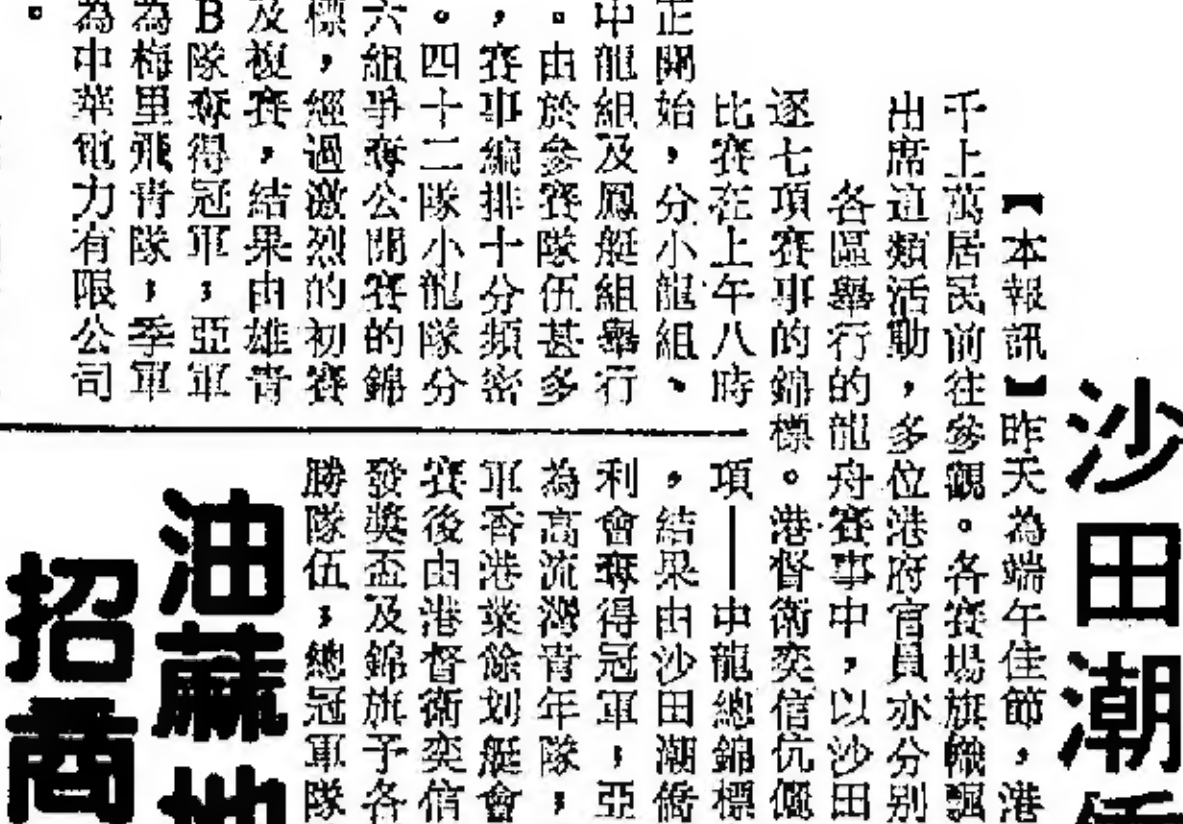 沙田潮
【本報訊】昨天為端午佳節，港
千上萬居民前往參觀。各賽場旗幟飄
出席這類活動，多位港府官員亦分別
各區舉行的龍舟賽事中，以沙田
逐七項賽事的錦標。港督衛奕信伉儷
比賽在上午八時
正開始，分小龍組、
中龍組及鳳艇組舉行
。由於參賽隊伍甚多
，賽事編排十分頻密
。四十二隊小龍隊分
六組爭奪公開賽的錦
標，經過激烈的初賽
及複賽，結果由雄青
B隊奪得冠軍；亞軍
為梅里飛青隊；季軍
為中華電力有限公司
。
項——中龍總錦標
，結果由沙田潮僑
利會奪得冠軍；亞
為高流灣青年隊，
軍香港業餘划艇會
賽後由港督衛奕信
發獎盃及錦旗予各
勝隊伍；總冠軍隊
油蔴地
招商